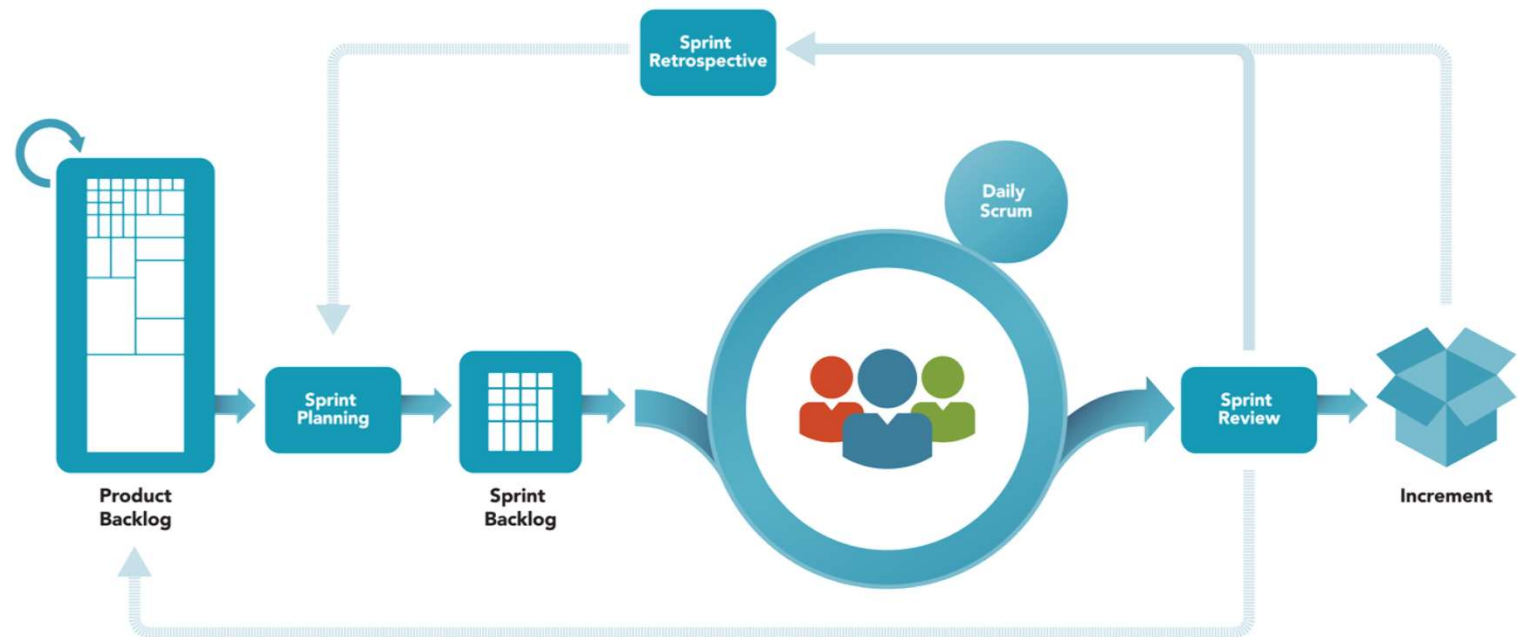 Sprint
Retrospective
Daily
Scrum
Sprint
Planning
Sprint
Review
Product
Backlog
Sprint
Backlog
Increment